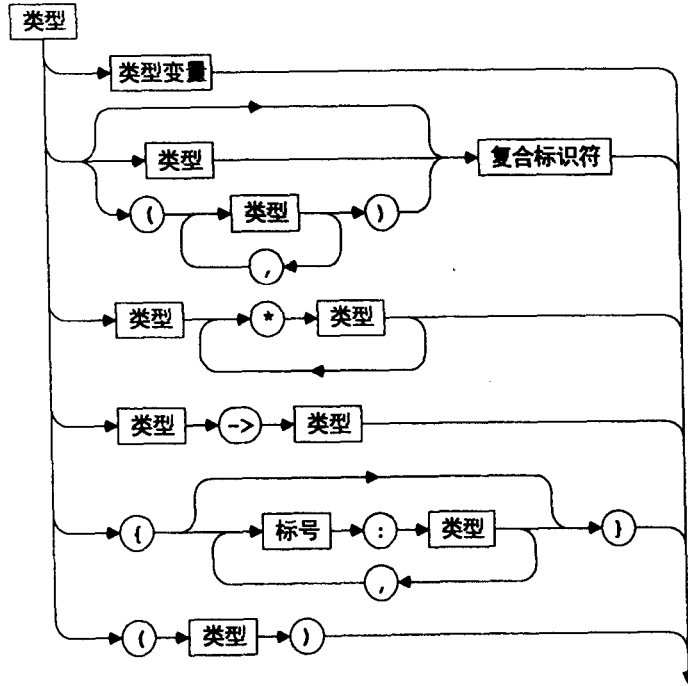 类型
类型变量
类型 复合标识符
( 类型 )
,
类型 * 类型
类型 -> 类型
{ 标号 : 类型 }
,
( 类型 )